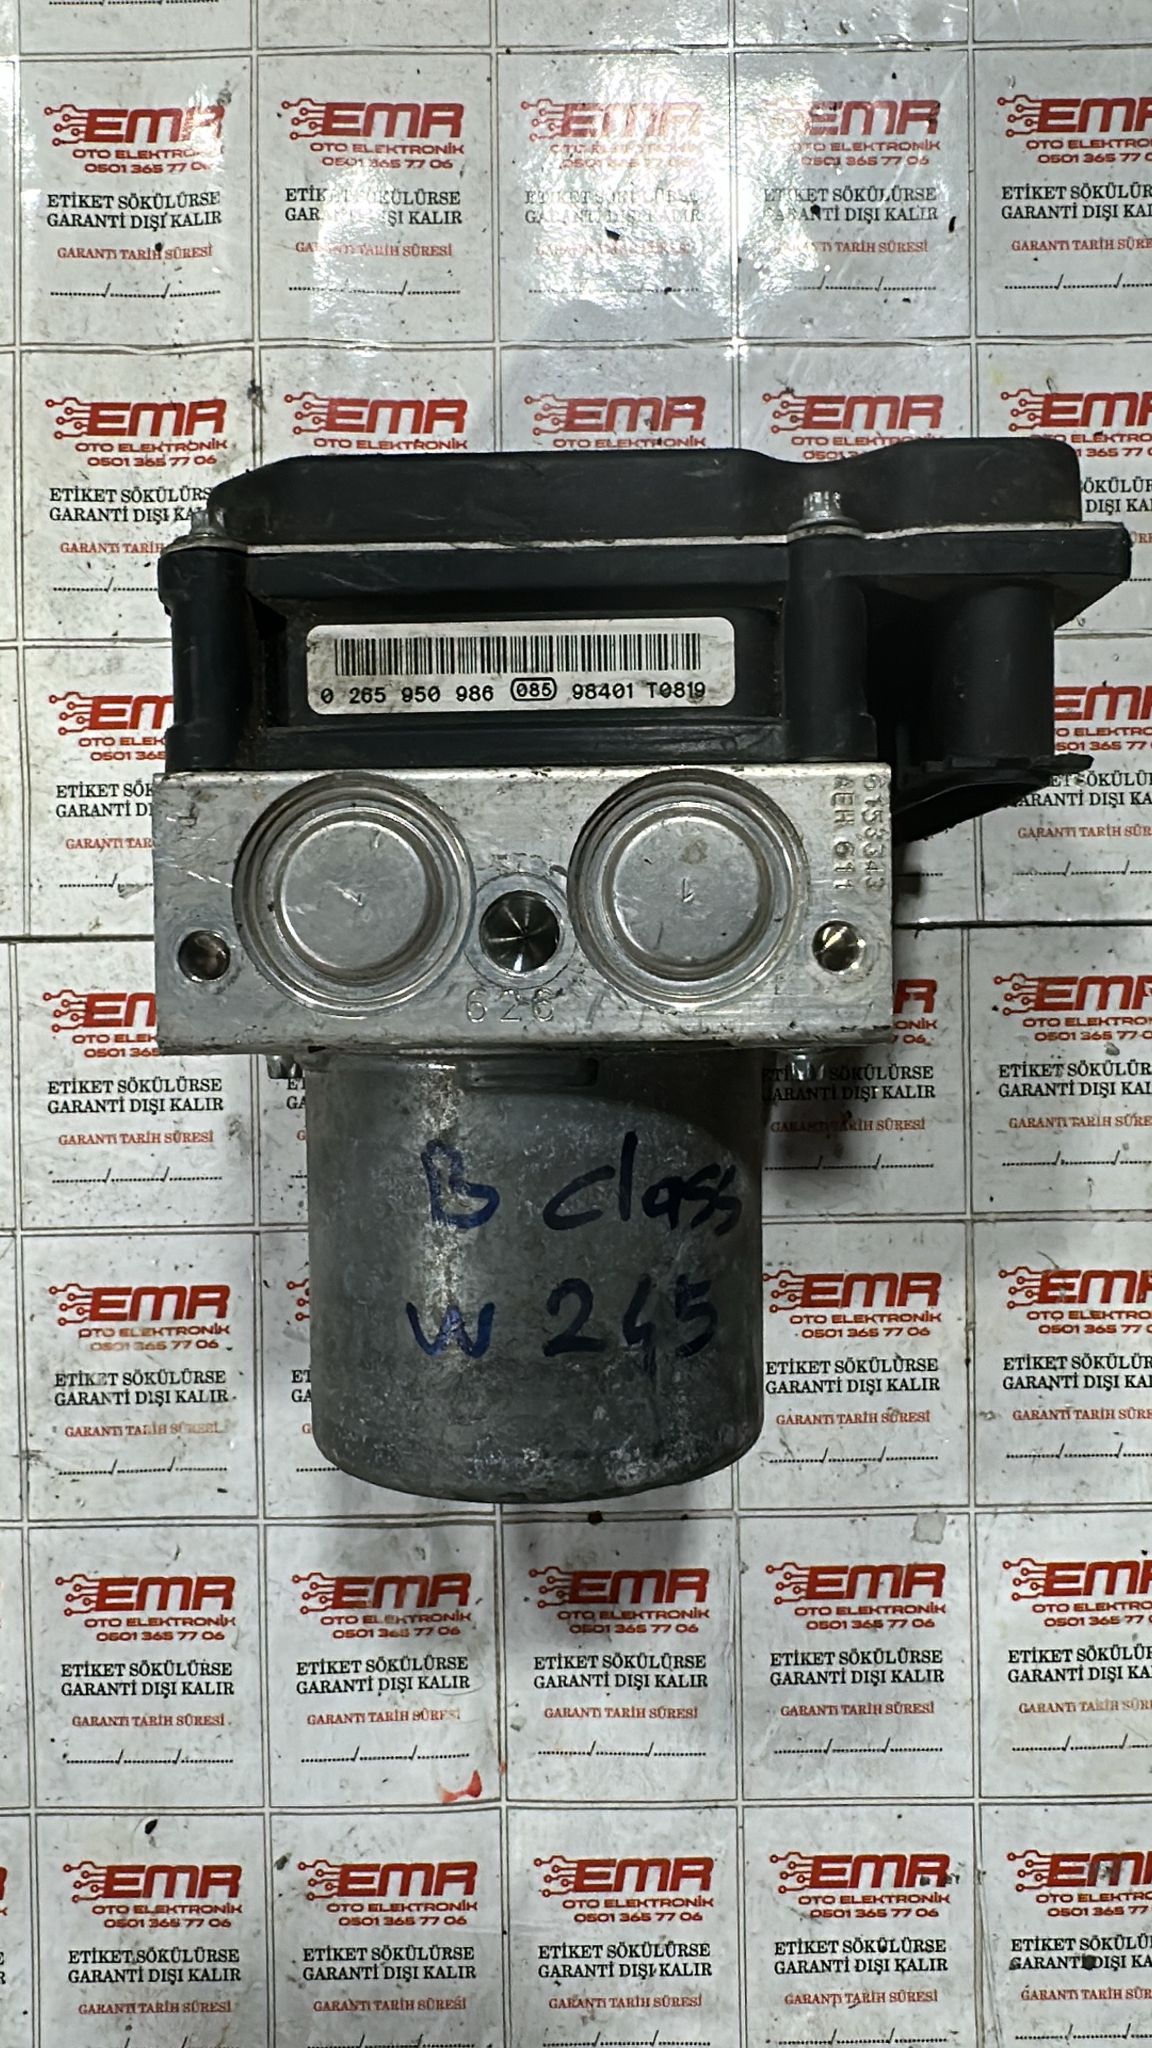 EMR
OTO ELEKTRONİK
0501 365 77 06
ETİKET SÖKÜLÜRSE
GARANTİ DIŞI KALIR
GARANTİ TARİH SÜRESİ
0 265 950 986 085 98401 T0819
6153343
AEH 611
626
B class
W 245